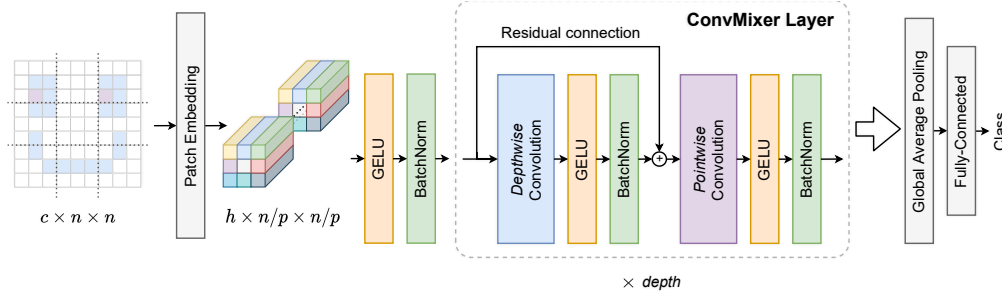 ConvMixer Layer
Residual connection
Patch Embedding
GELU
BatchNorm
Depthwise
Convolution
GELU
BatchNorm
+
Pointwise
Convolution
GELU
BatchNorm
Global Average Pooling
Fully-Connected
Class
c × n × n
h × n/p × n/p
× depth